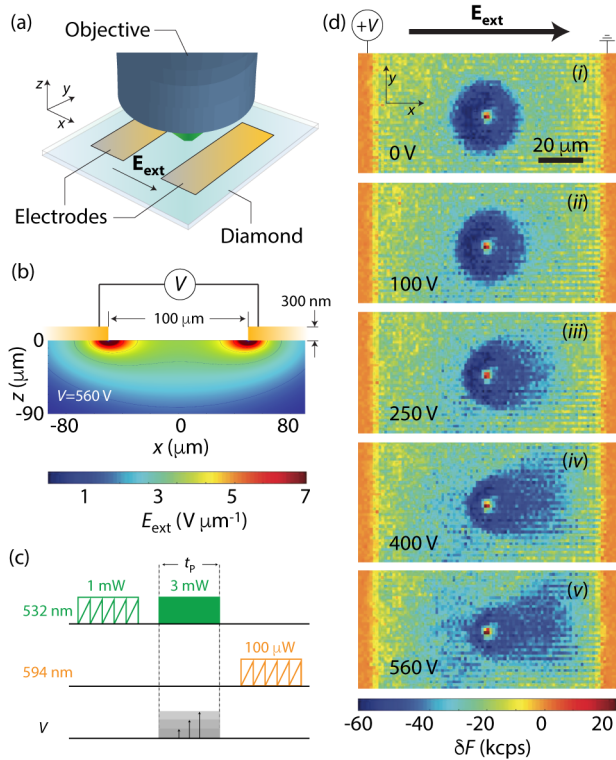 (a)
Objective
z
y
x
E_ext
Electrodes
Diamond
(b)
V
100 μm
300 nm
0
z (μm)
-90
V=560 V
-80
0
80
x (μm)
1
3
5
7
E_ext (V μm⁻¹)
(c)
t_P
1 mW
3 mW
532 nm
100 μW
594 nm
V
(d)
+V
E_ext
y
x
(i)
20 μm
0 V
(ii)
100 V
(iii)
250 V
(iv)
400 V
(v)
560 V
-60
-40
-20
0
20
δF (kcps)